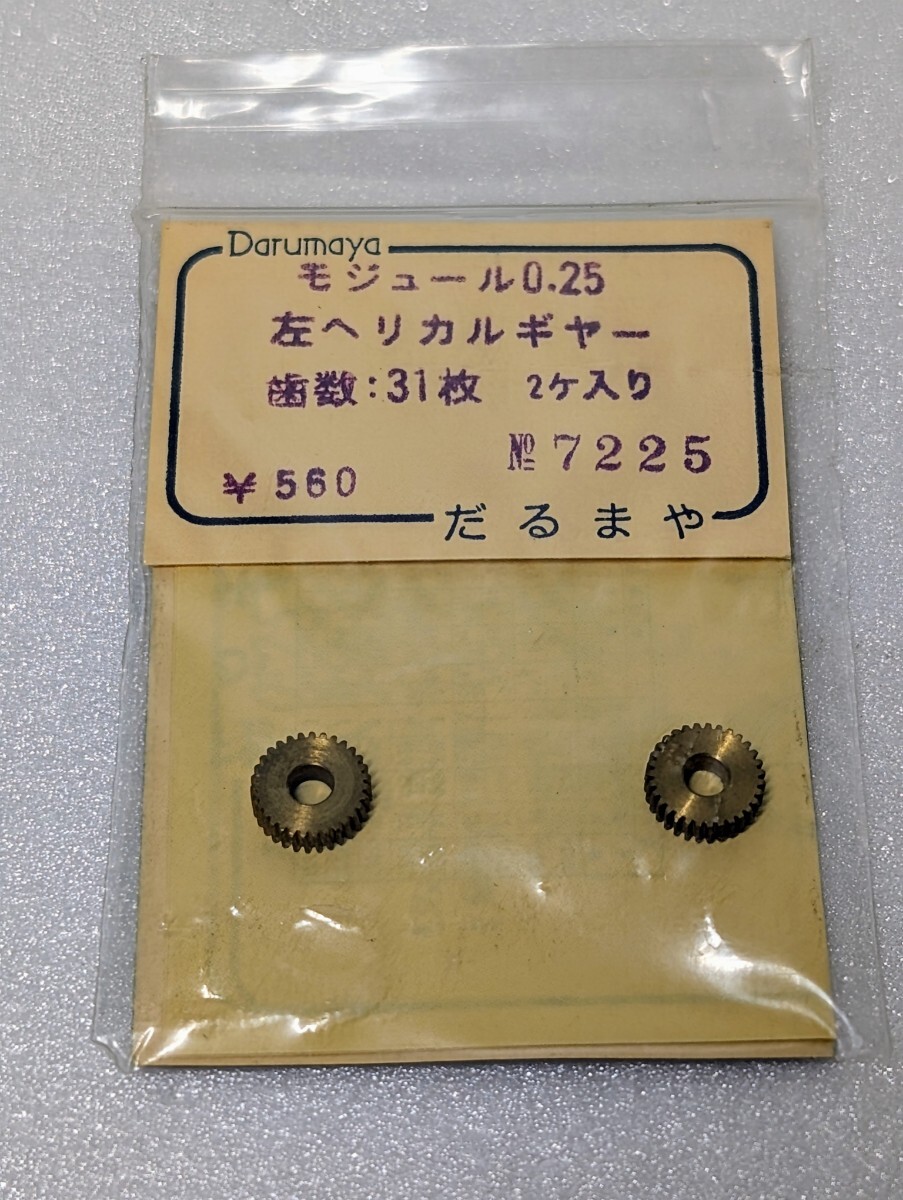 Darumaya
モジュール0.25
左ヘリカルギヤー
歯数:31枚 2ケ入り
№7225
¥560
だるまや